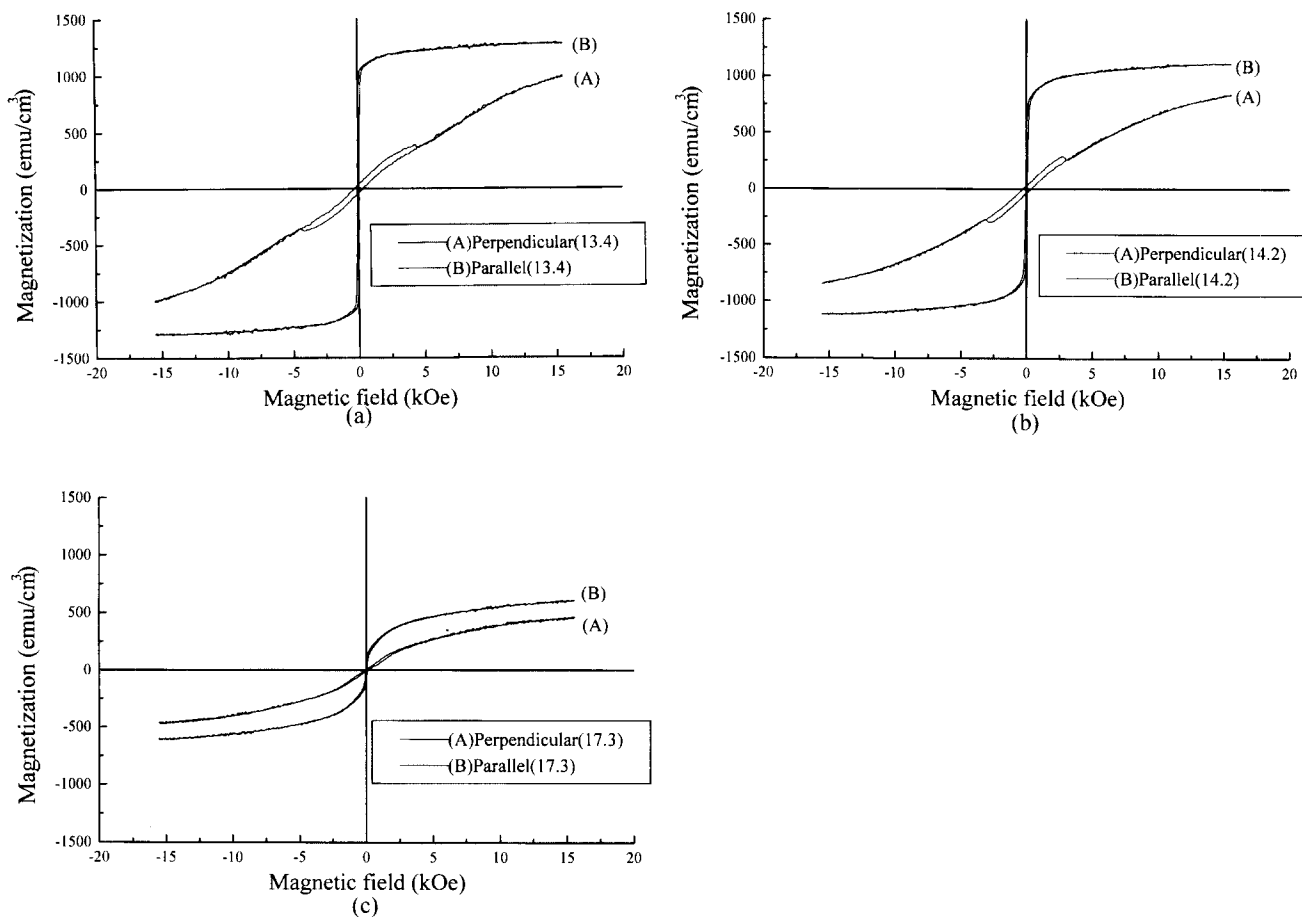 1500
1000
500
0
-500
-1000
-1500
Magnetization (emu/cm³)
(B)
(A)
(A)Perpendicular(13.4)
(B)Parallel(13.4)
-20 -15 -10 -5 0 5 10 15 20
Magnetic field (kOe)
(a)
1500
1000
500
0
-500
-1000
-1500
Magnetization (emu/cm³)
(B)
(A)
(A)Perpendicular(14.2)
(B)Parallel(14.2)
-20 -15 -10 -5 0 5 10 15 20
Magnetic field (kOe)
(b)
1500
1000
500
0
-500
-1000
-1500
Magnetization (emu/cm³)
(B)
(A)
(A)Perpendicular(17.3)
(B)Parallel(17.3)
-20 -15 -10 -5 0 5 10 15 20
Magnetic field (kOe)
(c)